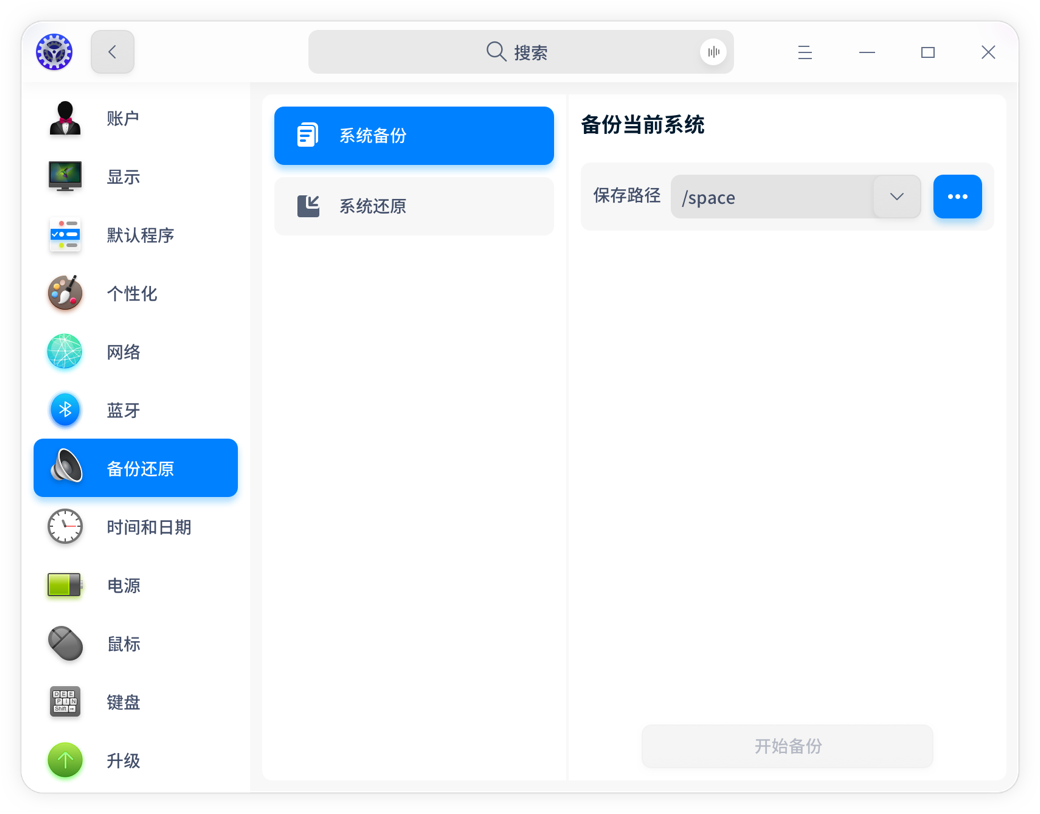 搜索
账户
显示
默认程序
个性化
网络
蓝牙
备份还原
时间和日期
电源
鼠标
键盘
升级
系统备份
系统还原
备份当前系统
保存路径 /space
开始备份